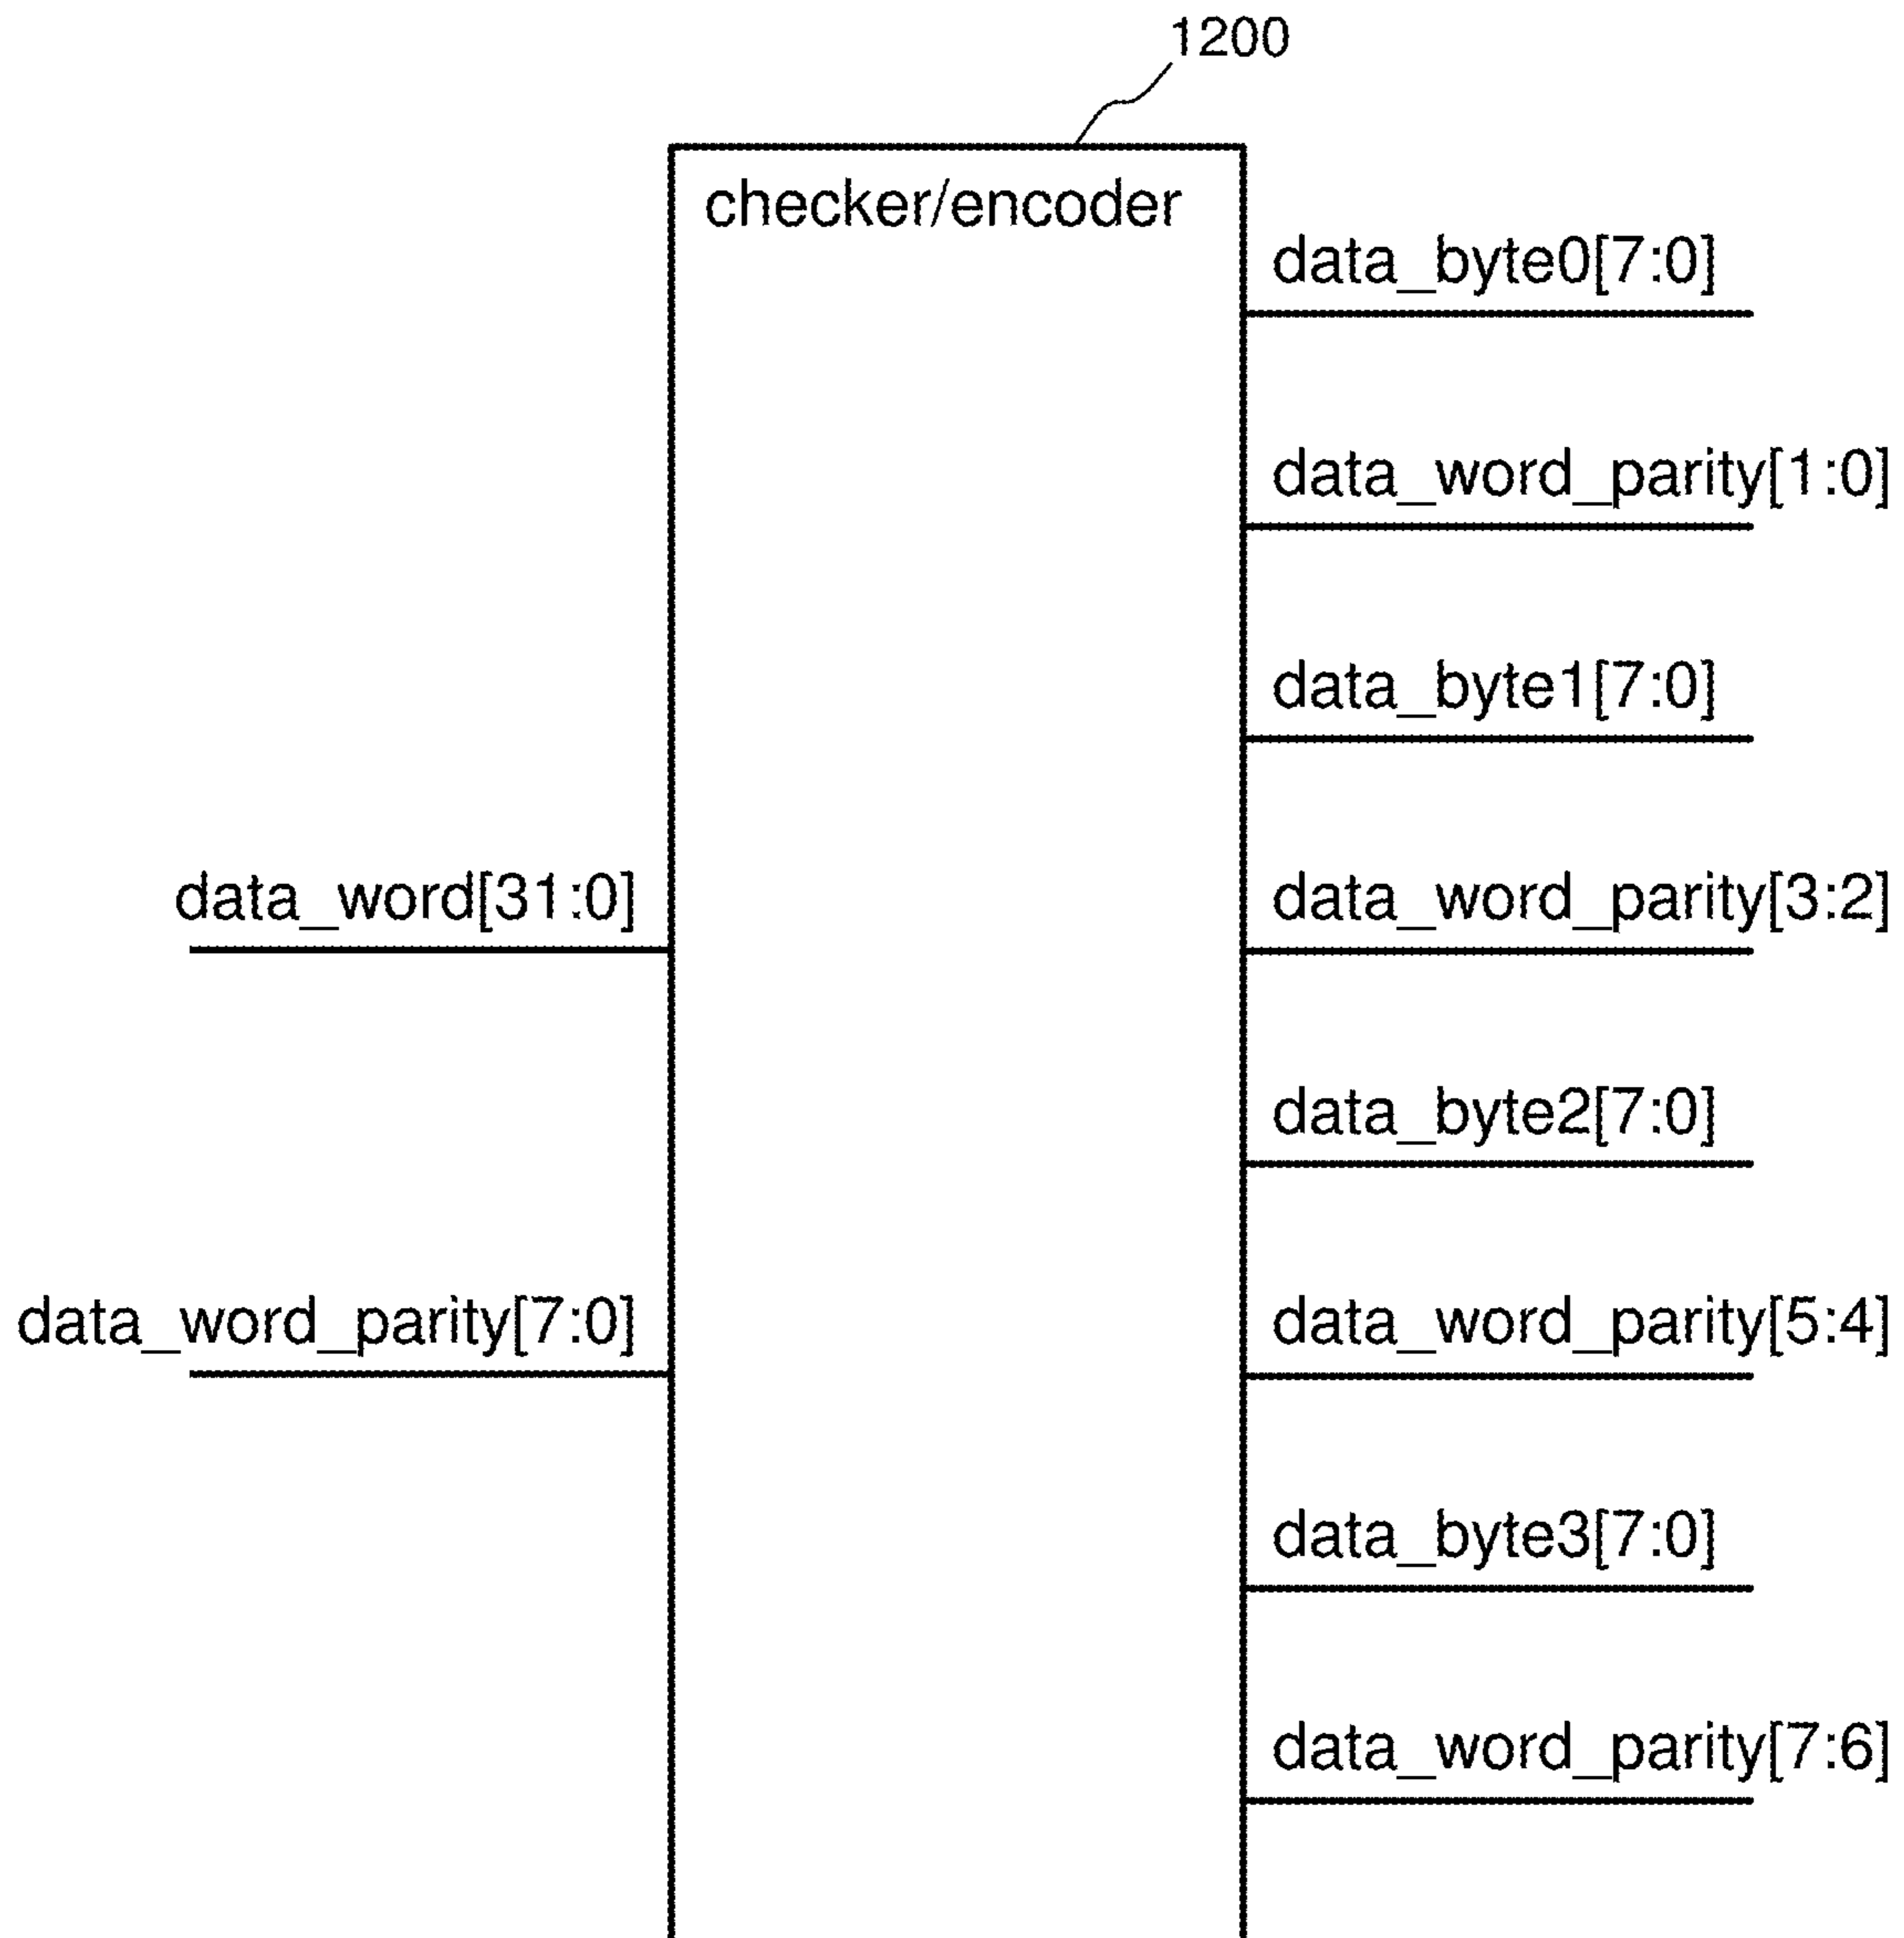 1200
checker/encoder
data_byte0[7:0]
data_word_parity[1:0]
data_byte1[7:0]
data_word[31:0]
data_word_parity[3:2]
data_byte2[7:0]
data_word_parity[7:0]
data_word_parity[5:4]
data_byte3[7:0]
data_word_parity[7:6]